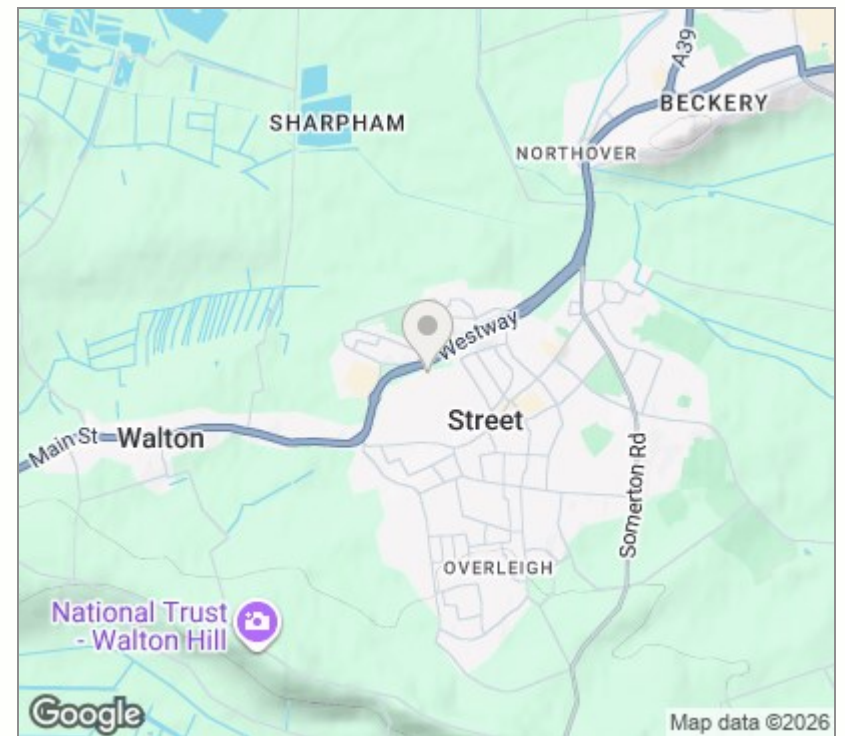 A39
BECKERY
SHARPHAM
NORTHOVER
Westway
Street
Main St
Walton
Somerton Rd
OVERLEIGH
National Trust
- Walton Hill
Google
Map data ©2026